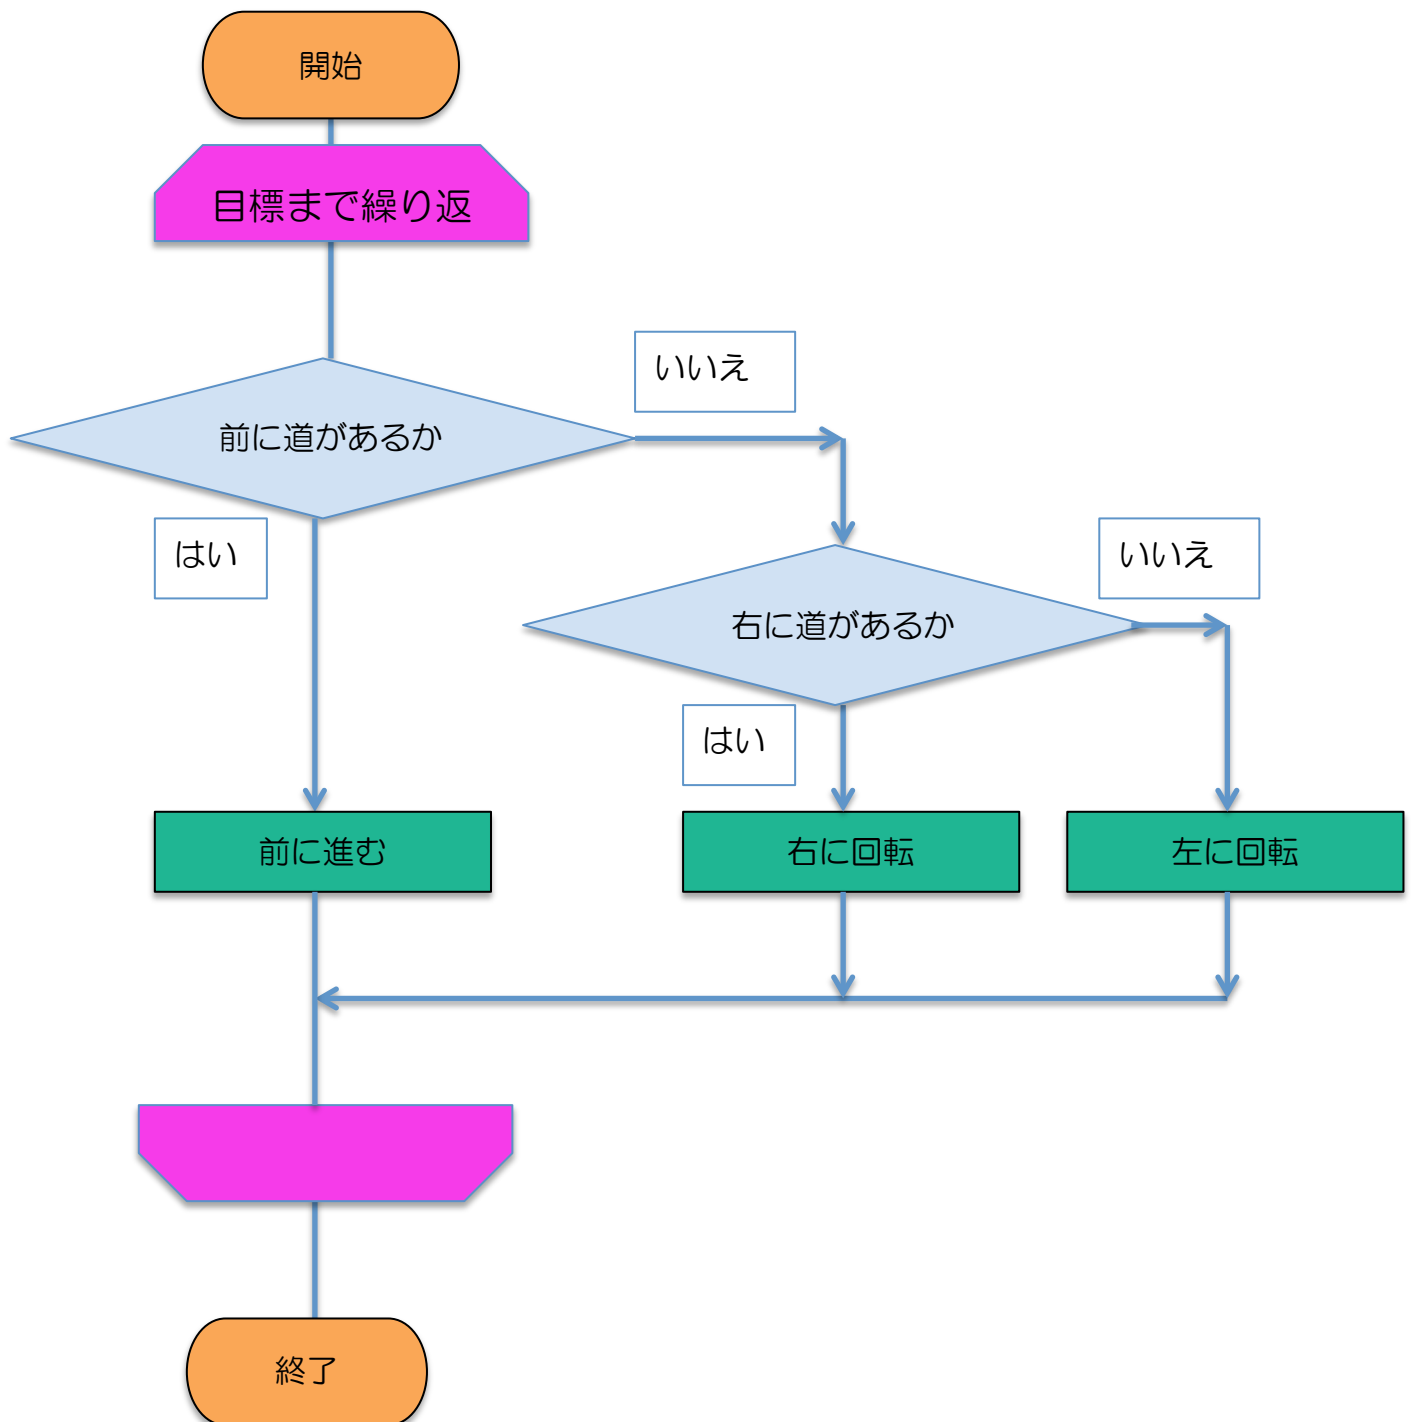 開始
目標まで繰り返
いいえ
前に道があるか
はい
いいえ
右に道があるか
はい
前に進む
右に回転
左に回転
終了